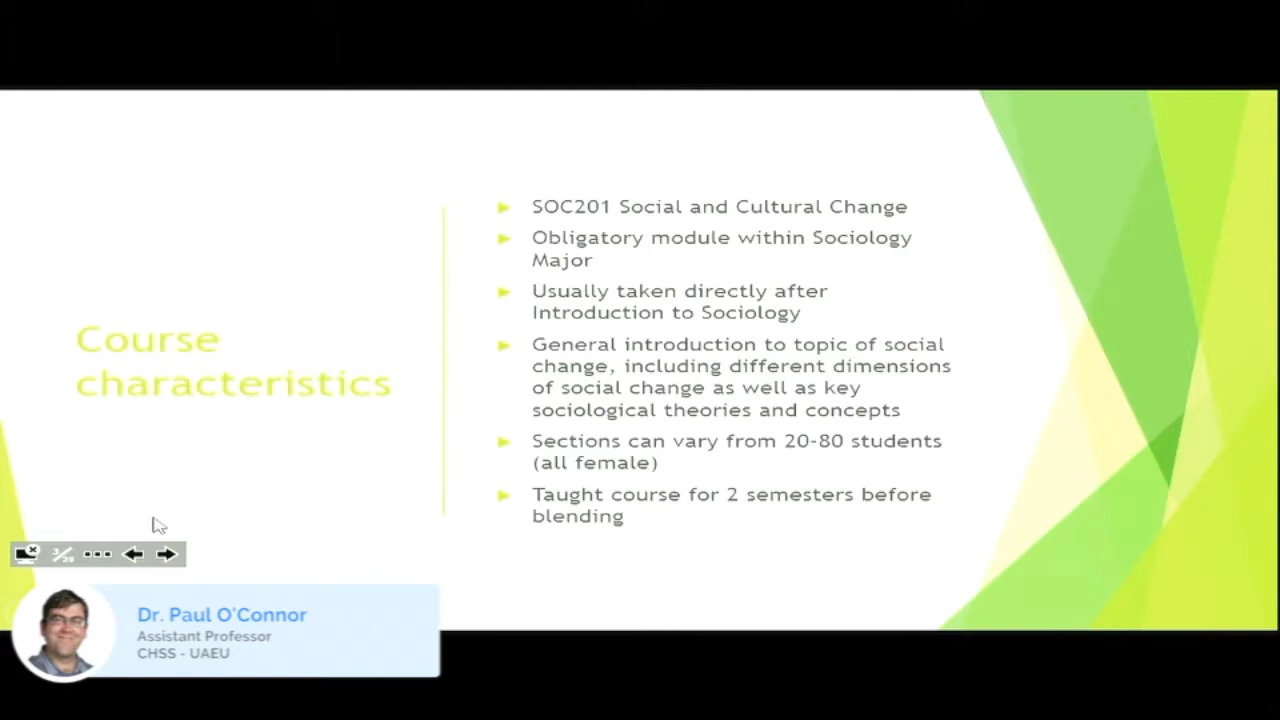 Course
characteristics
SOC201 Social and Cultural Change
Obligatory module within Sociology
Major
Usually taken directly after
Introduction to Sociology
General introduction to topic of social
change, including different dimensions
of social change as well as key
sociological theories and concepts
Sections can vary from 20-80 students
(all female)
Taught course for 2 semesters before
blending
3/29
Dr. Paul O'Connor
Assistant Professor
CHSS - UAEU